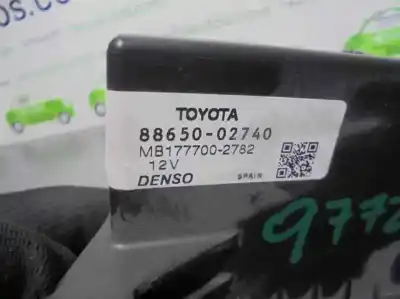 TOYOTA
88650-02740
MB177700-2782
12V
DENSO SPAIN